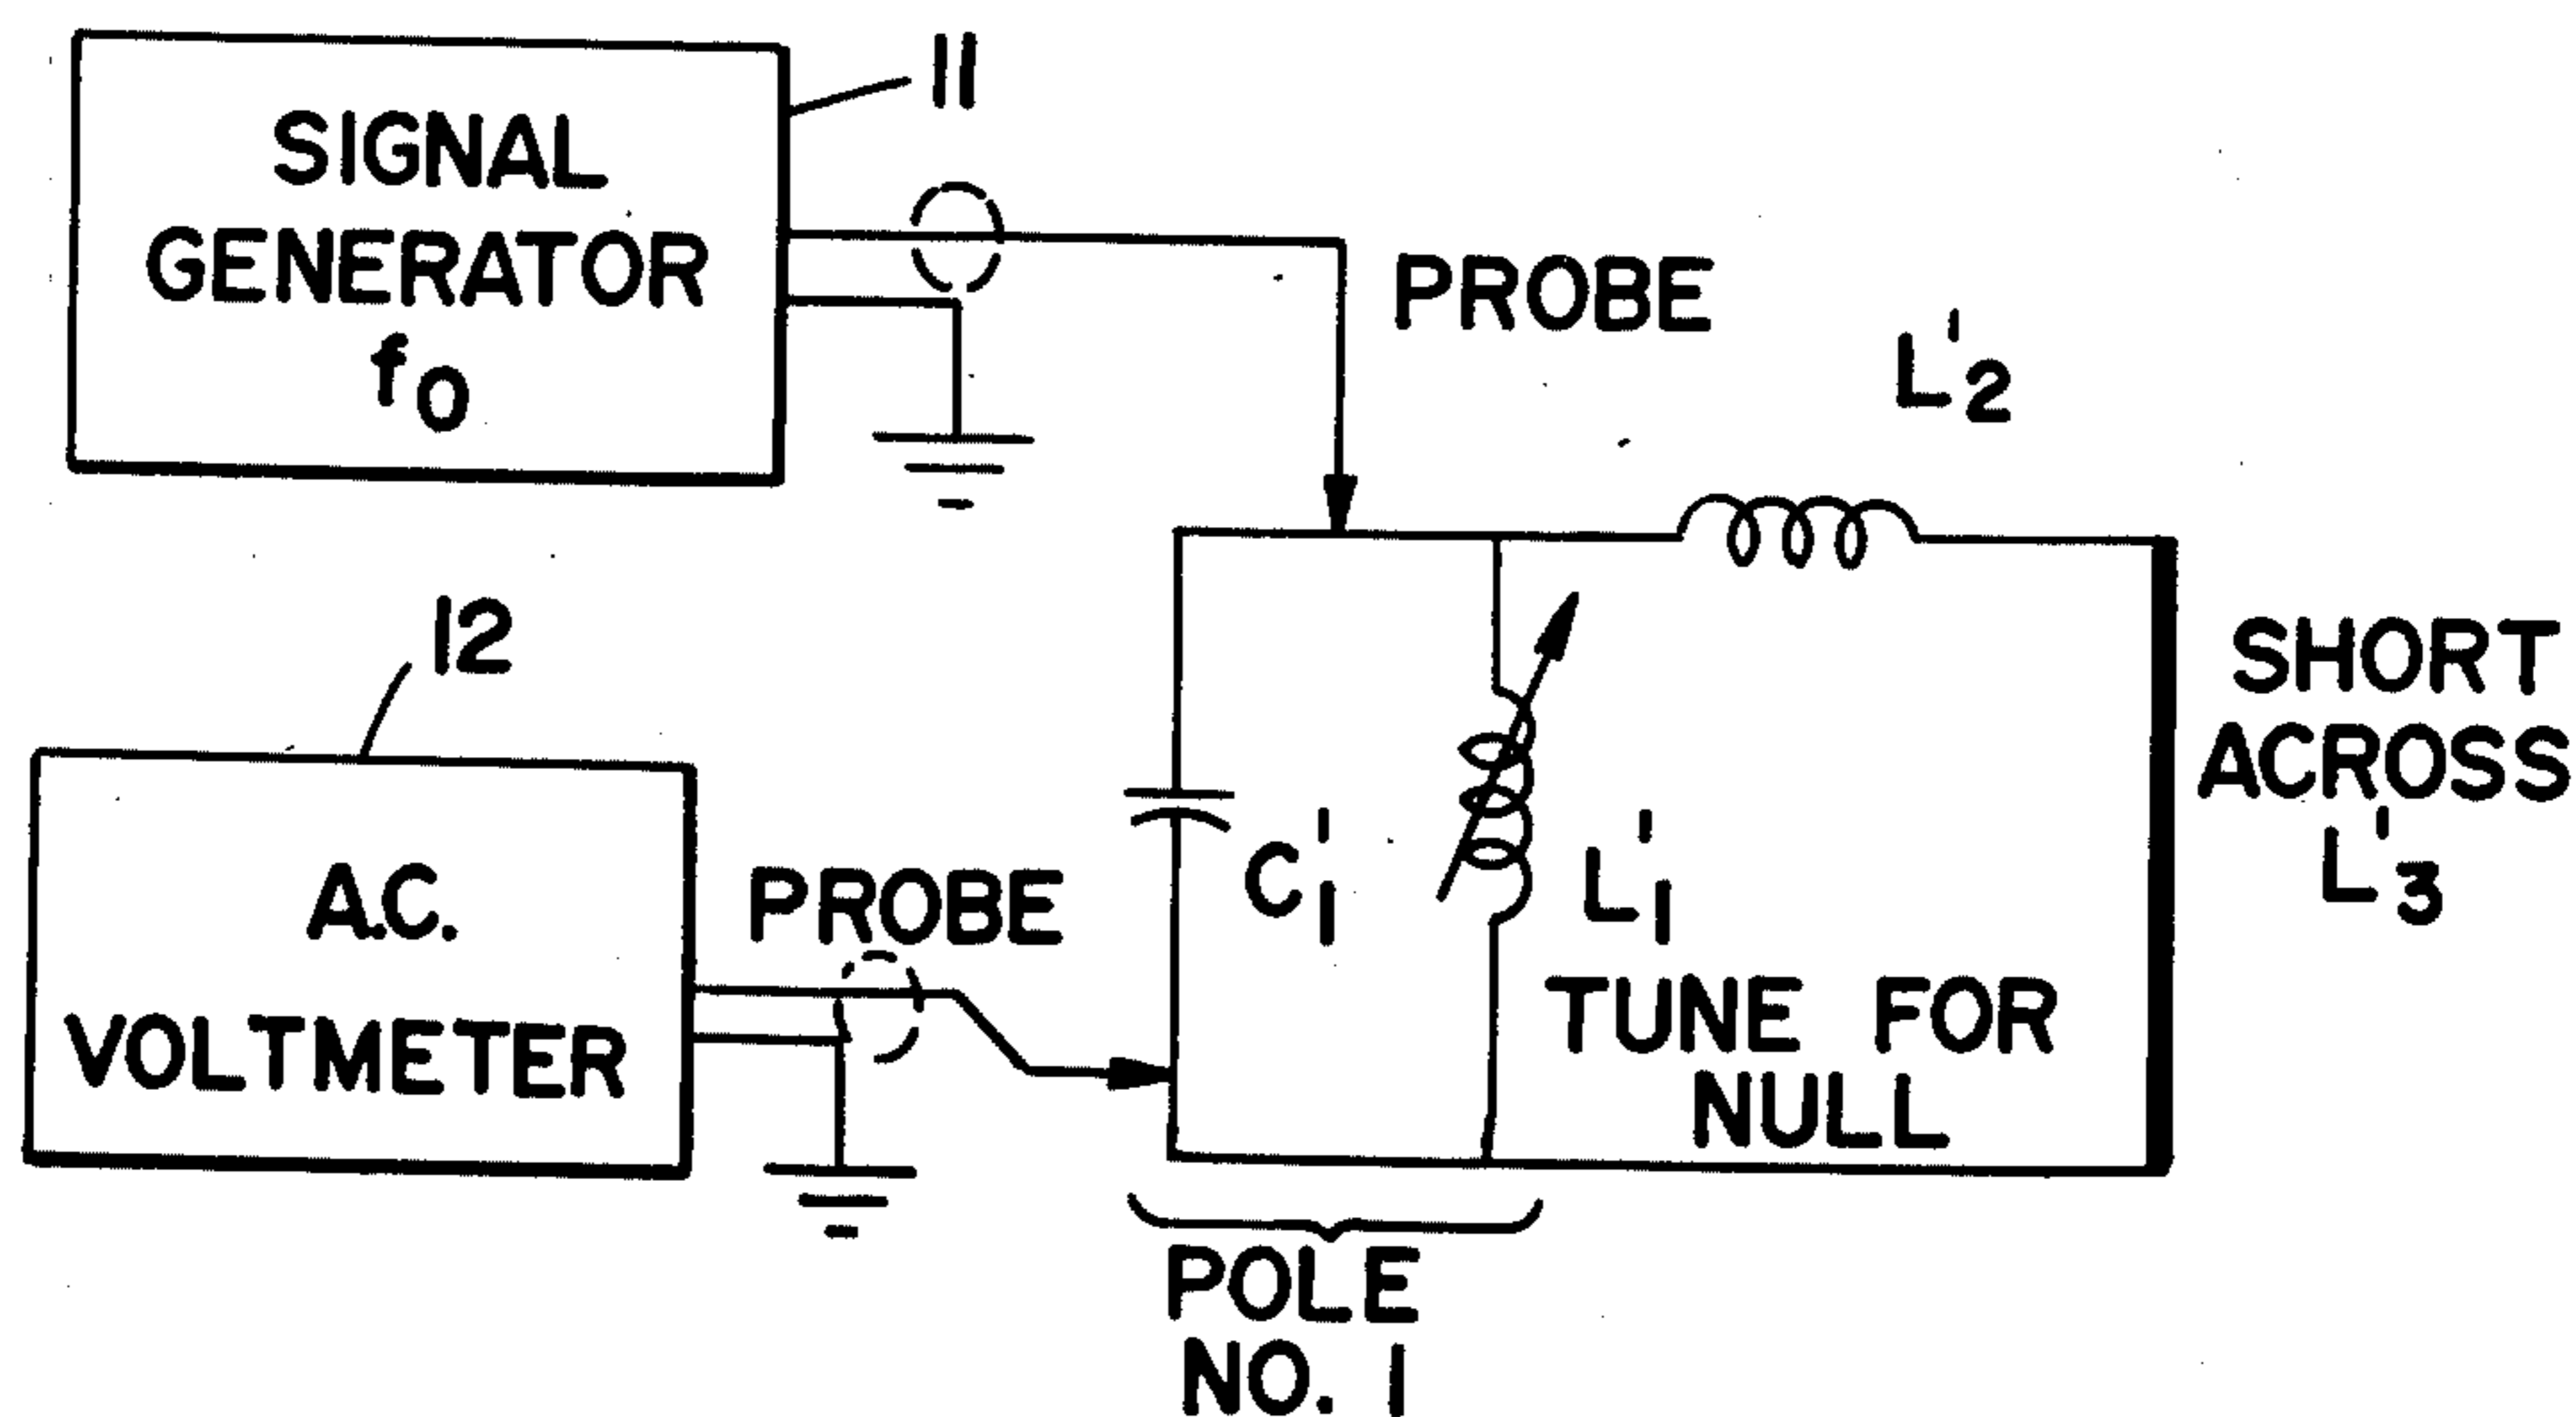 SIGNAL
GENERATOR
f0
11
PROBE
L'2
12
A.C.
VOLTMETER
PROBE
C'1
L'1
TUNE FOR
NULL
SHORT
ACROSS
L'3
POLE
NO. 1